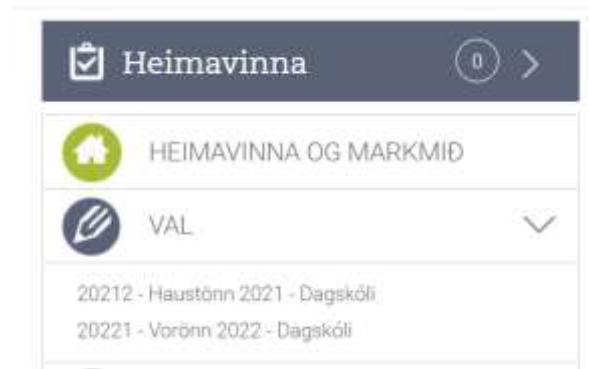 Heimavinna 0
HEIMAVINNA OG MARKMIÐ
VAL
20212 - Haustönn 2021 - Dagskóli
20221 - Vorönn 2022 - Dagskóli